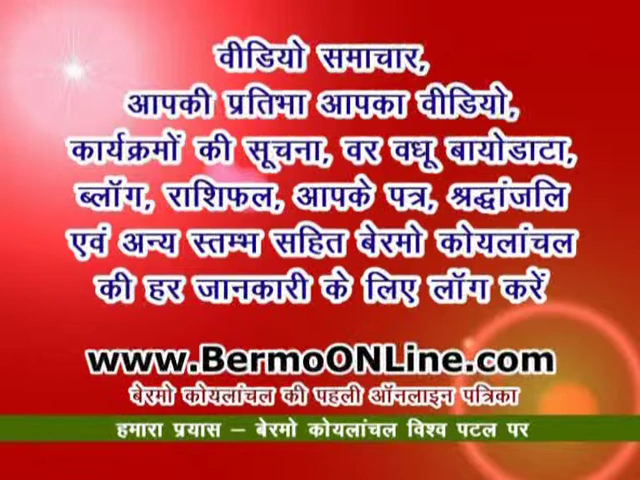 वीडियो समाचार,
आपकी प्रतिभा आपका वीडियो,
कार्यक्रमों की सूचना, वर वधू बायोडाटा,
ब्लॉग, राशिफल, आपके पत्र, श्रद्धांजलि
एवं अन्य स्तम्भ सहित बेरमो कोयलांचल
की हर जानकारी के लिए लॉग करें
www.BermoONLine.com
बेरमो कोयलांचल की पहली ऑनलाइन पत्रिका
हमारा प्रयास – बेरमो कोयलांचल विश्व पटल पर